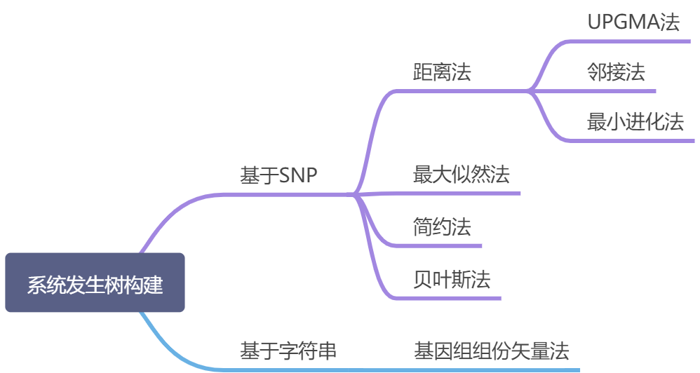 系统发生树构建
基于SNP
距离法
UPGMA法
邻接法
最小进化法
最大似然法
简约法
贝叶斯法
基于字符串
基因组组份矢量法